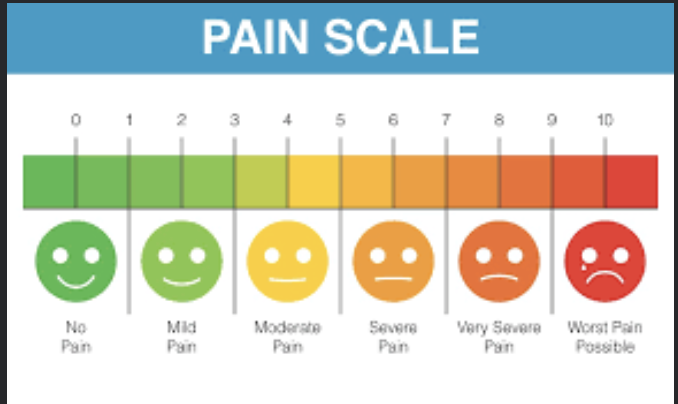 PAIN SCALE
0 1 2 3 4 5 6 7 8 9 10
No Pain
Mild Pain
Moderate Pain
Severe Pain
Very Severe Pain
Worst Pain Possible